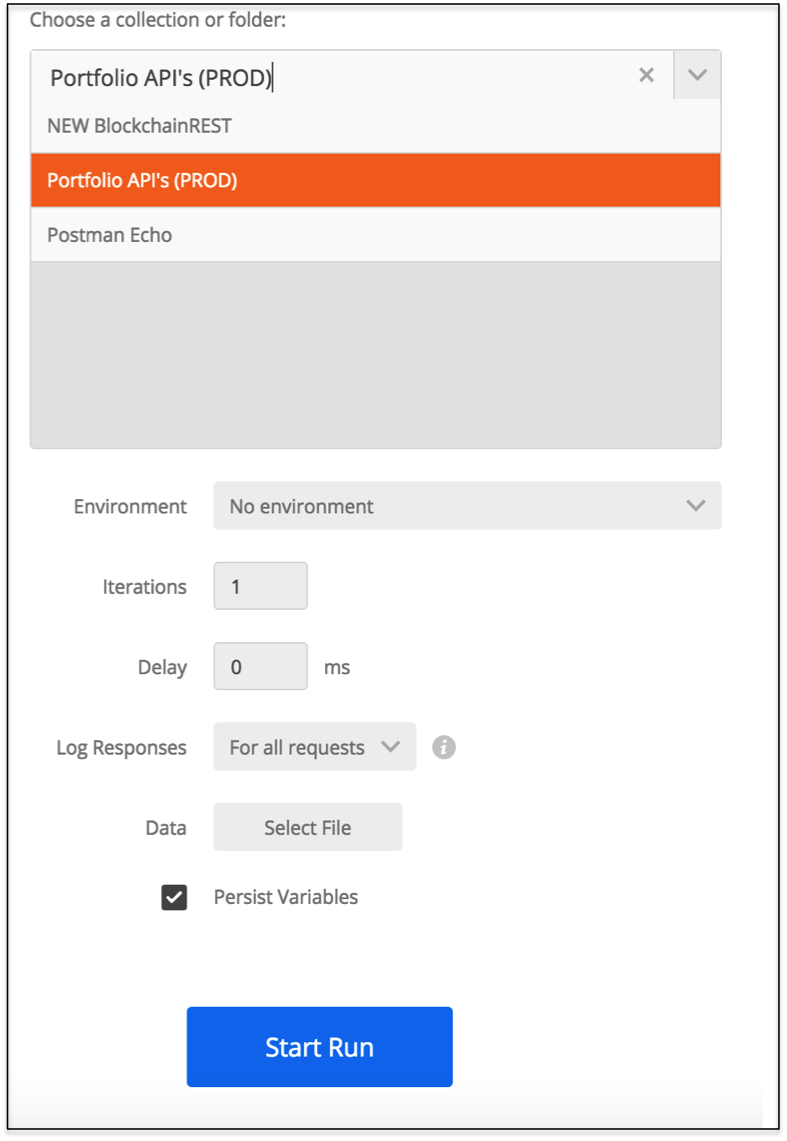 Choose a collection or folder:
Portfolio API's (PROD)
NEW BlockchainREST
Portfolio API's (PROD)
Postman Echo
Environment No environment
Iterations 1
Delay 0 ms
Log Responses For all requests i
Data Select File
Persist Variables
Start Run